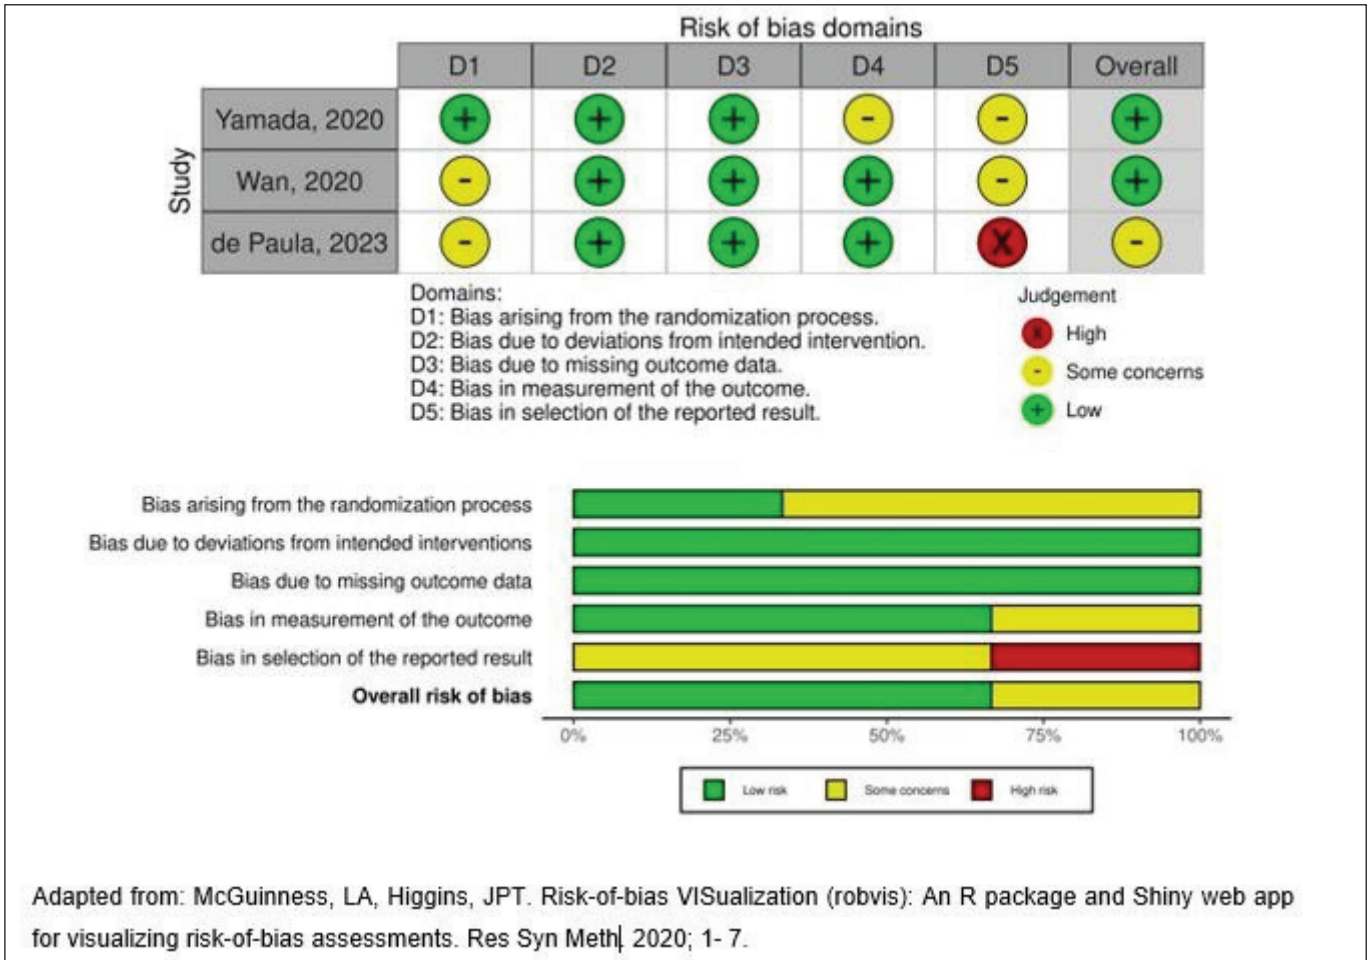 Risk of bias domains
D1 D2 D3 D4 D5 Overall
Study
Yamada, 2020 + + + - - +
Wan, 2020 - + + + - +
de Paula, 2023 - + + + X -
Domains:
D1: Bias arising from the randomization process.
D2: Bias due to deviations from intended intervention.
D3: Bias due to missing outcome data.
D4: Bias in measurement of the outcome.
D5: Bias in selection of the reported result.
Judgement
X High
- Some concerns
+ Low
Bias arising from the randomization process
Bias due to deviations from intended interventions
Bias due to missing outcome data
Bias in measurement of the outcome
Bias in selection of the reported result
Overall risk of bias
0% 25% 50% 75% 100%
Low risk Some concerns High risk
Adapted from: McGuinness, LA, Higgins, JPT. Risk-of-bias VISualization (robvis): An R package and Shiny web app
for visualizing risk-of-bias assessments. Res Syn Meth. 2020; 1- 7.